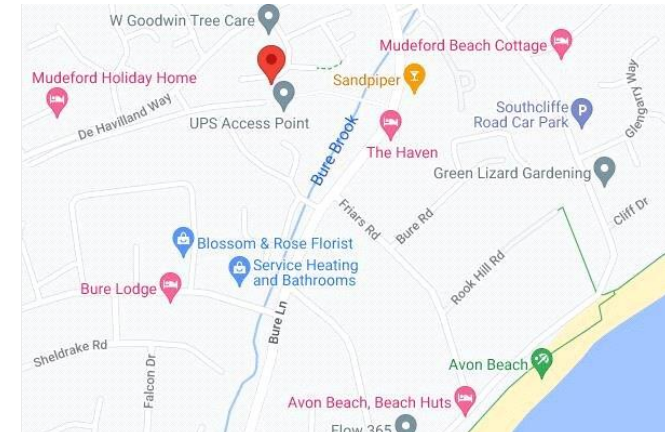 W Goodwin Tree Care
Mudeford Beach Cottage
Mudeford Holiday Home
Sandpiper
Glengarry Way
De Havilland Way
UPS Access Point
Southcliffe
Road Car Park
Bure Brook
The Haven
Green Lizard Gardening
Friars Rd
Bure Rd
Cliff Dr
Blossom & Rose Florist
Service Heating
and Bathrooms
Rook Hill Rd
Bure Lodge
Bure Ln
Sheldrake Rd
Falcon Dr
Avon Beach
Avon Beach, Beach Huts
Flow 365